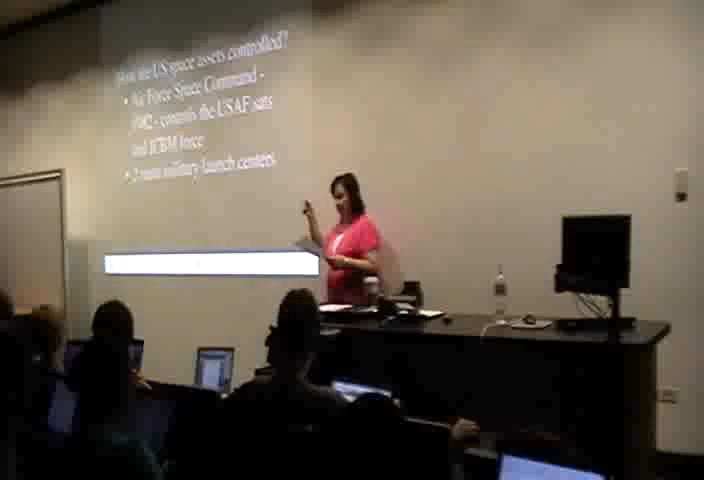 How are US space assets controlled?
• Air Force Space Command -
1982 - controls the USAF sats
and ICBM force
• 2 main military launch centers